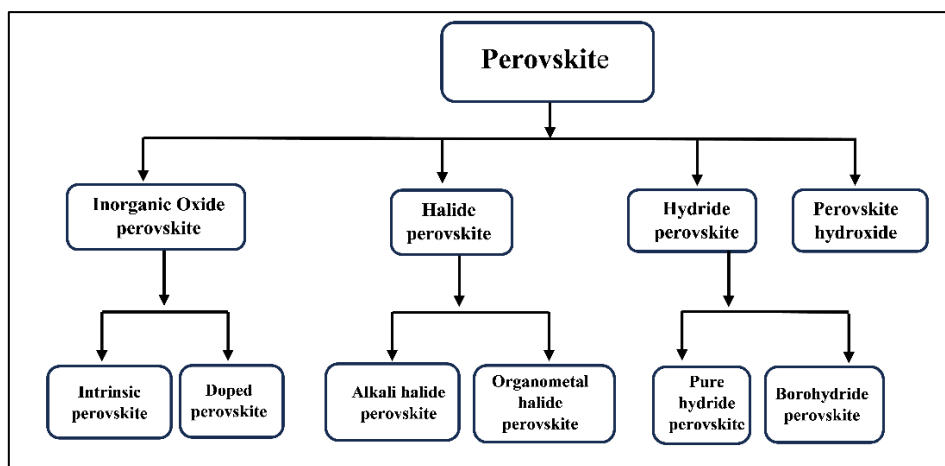 Perovskite
Inorganic Oxide
perovskite
Halide
perovskite
Hydride
perovskite
Perovskite
hydroxide
Intrinsic
perovskite
Doped
perovskite
Alkali halide
perovskite
Organometal
halide
perovskite
Pure
hydride
perovskite
Borohydride
perovskite